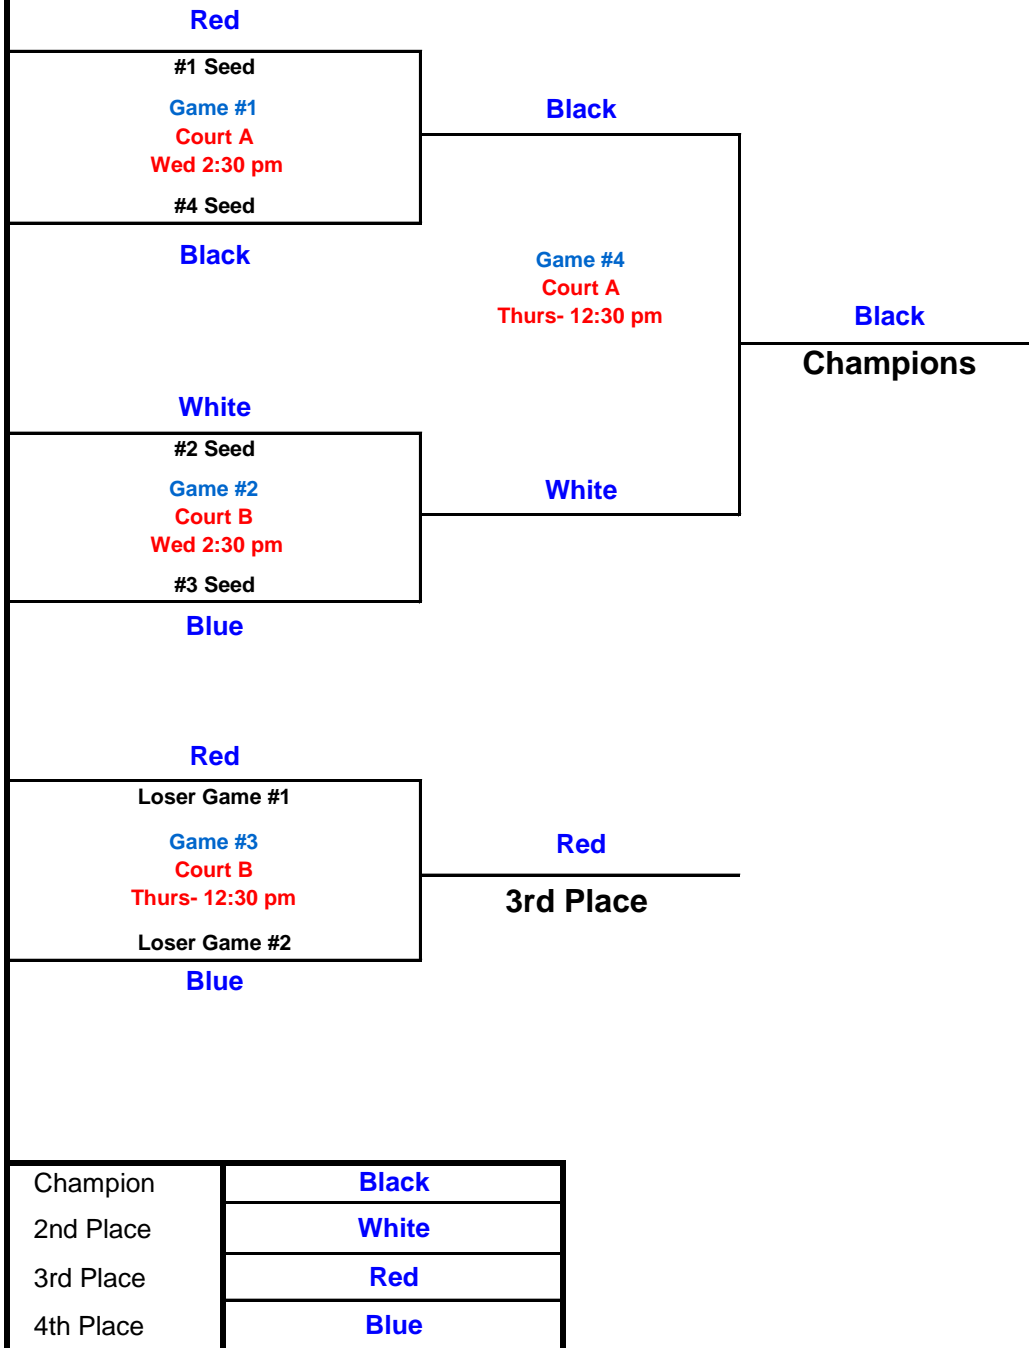 Red
#1 Seed
Game #1
Court A
Wed 2:30 pm
#4 Seed
Black
Black
Game #4
Court A
Thurs- 12:30 pm
Black
Champions
White
#2 Seed
Game #2
Court B
Wed 2:30 pm
#3 Seed
Blue
White
Red
Loser Game #1
Game #3
Court B
Thurs- 12:30 pm
Loser Game #2
Blue
Red
3rd Place
Champion Black
2nd Place White
3rd Place Red
4th Place Blue